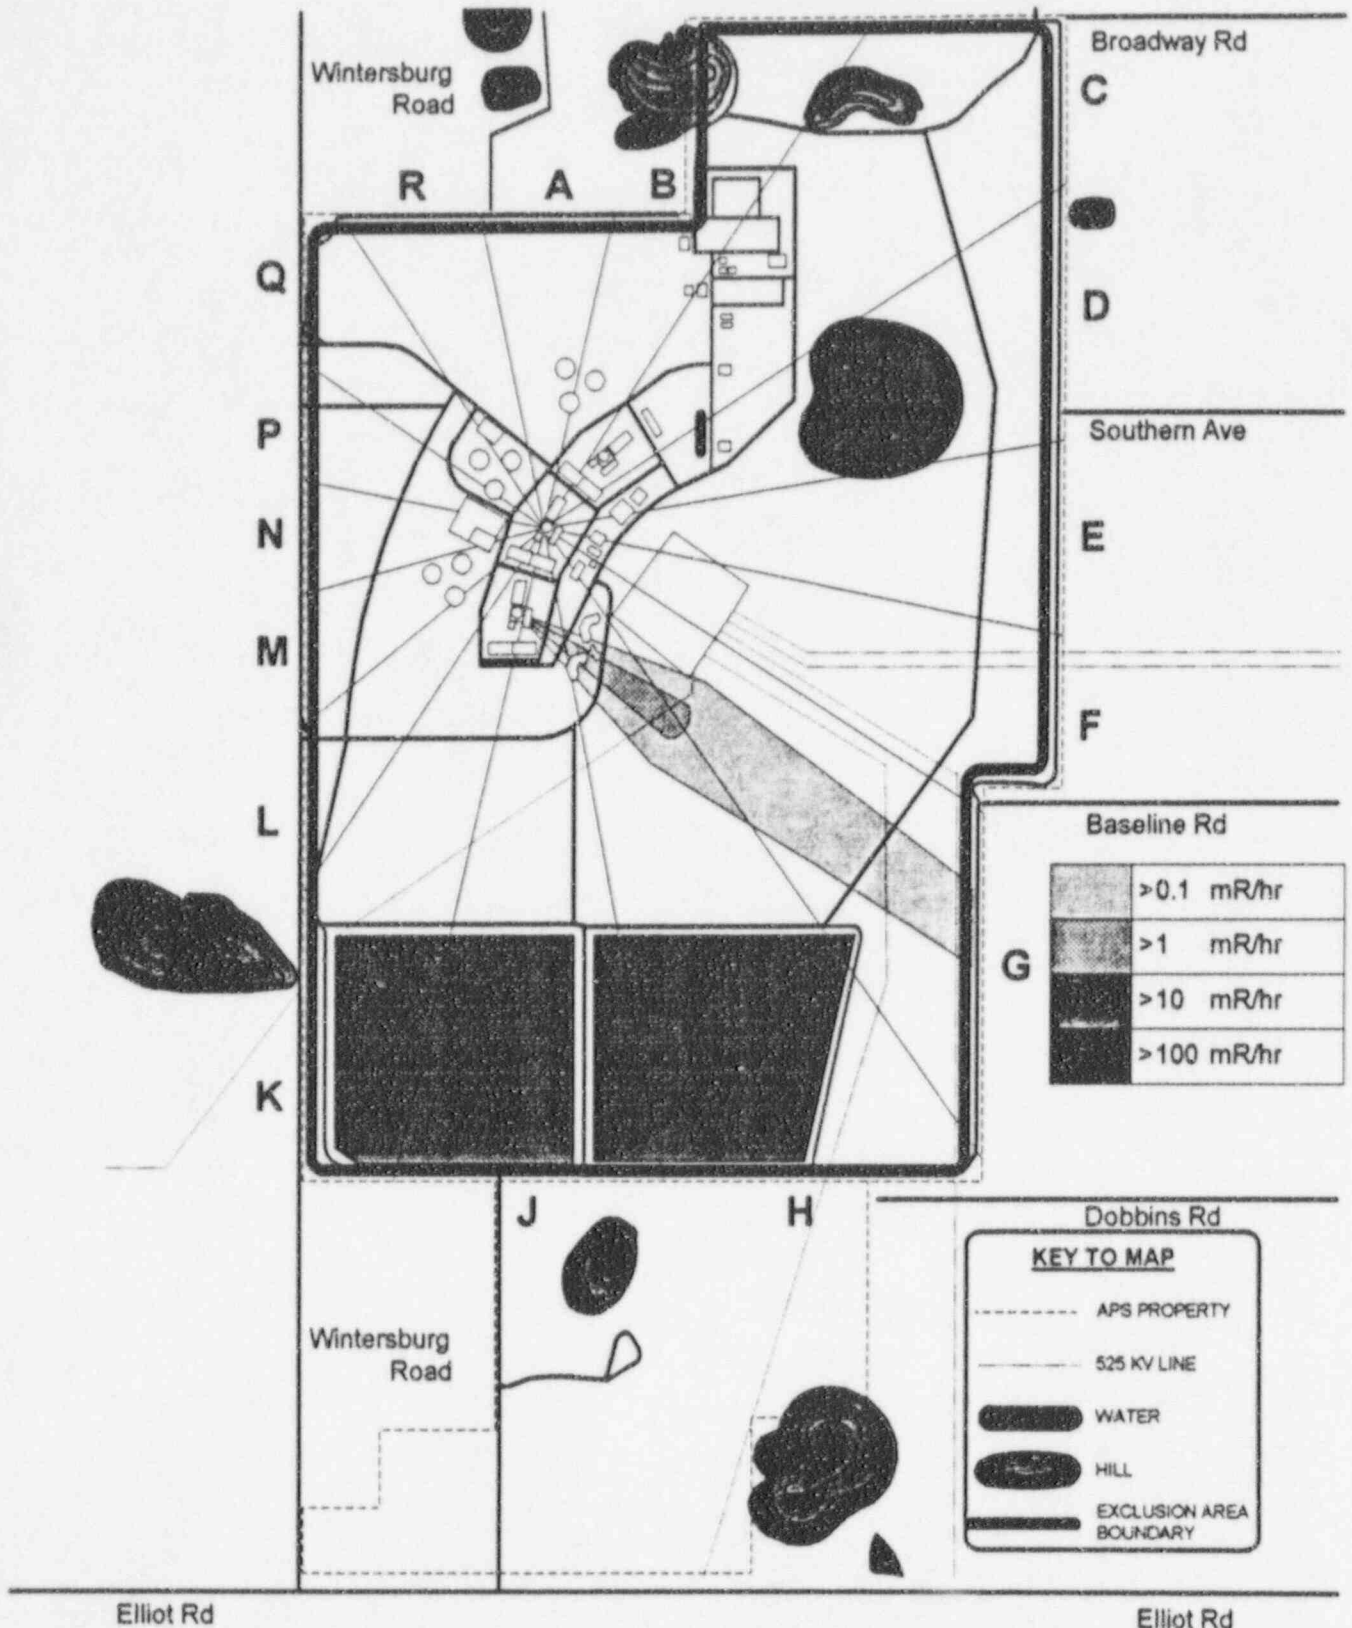 Broadway Rd
Wintersburg
Road
C
R
A
B
Q
D
P
Southern Ave
N
E
M
F
L
Baseline Rd
>0.1 mR/hr
>1 mR/hr
G
>10 mR/hr
>100 mR/hr
K
J
H
Dobbins Rd
KEY TO MAP
APS PROPERTY
525 KV LINE
WATER
HILL
EXCLUSION AREA
BOUNDARY
Wintersburg
Road
Elliot Rd
Elliot Rd